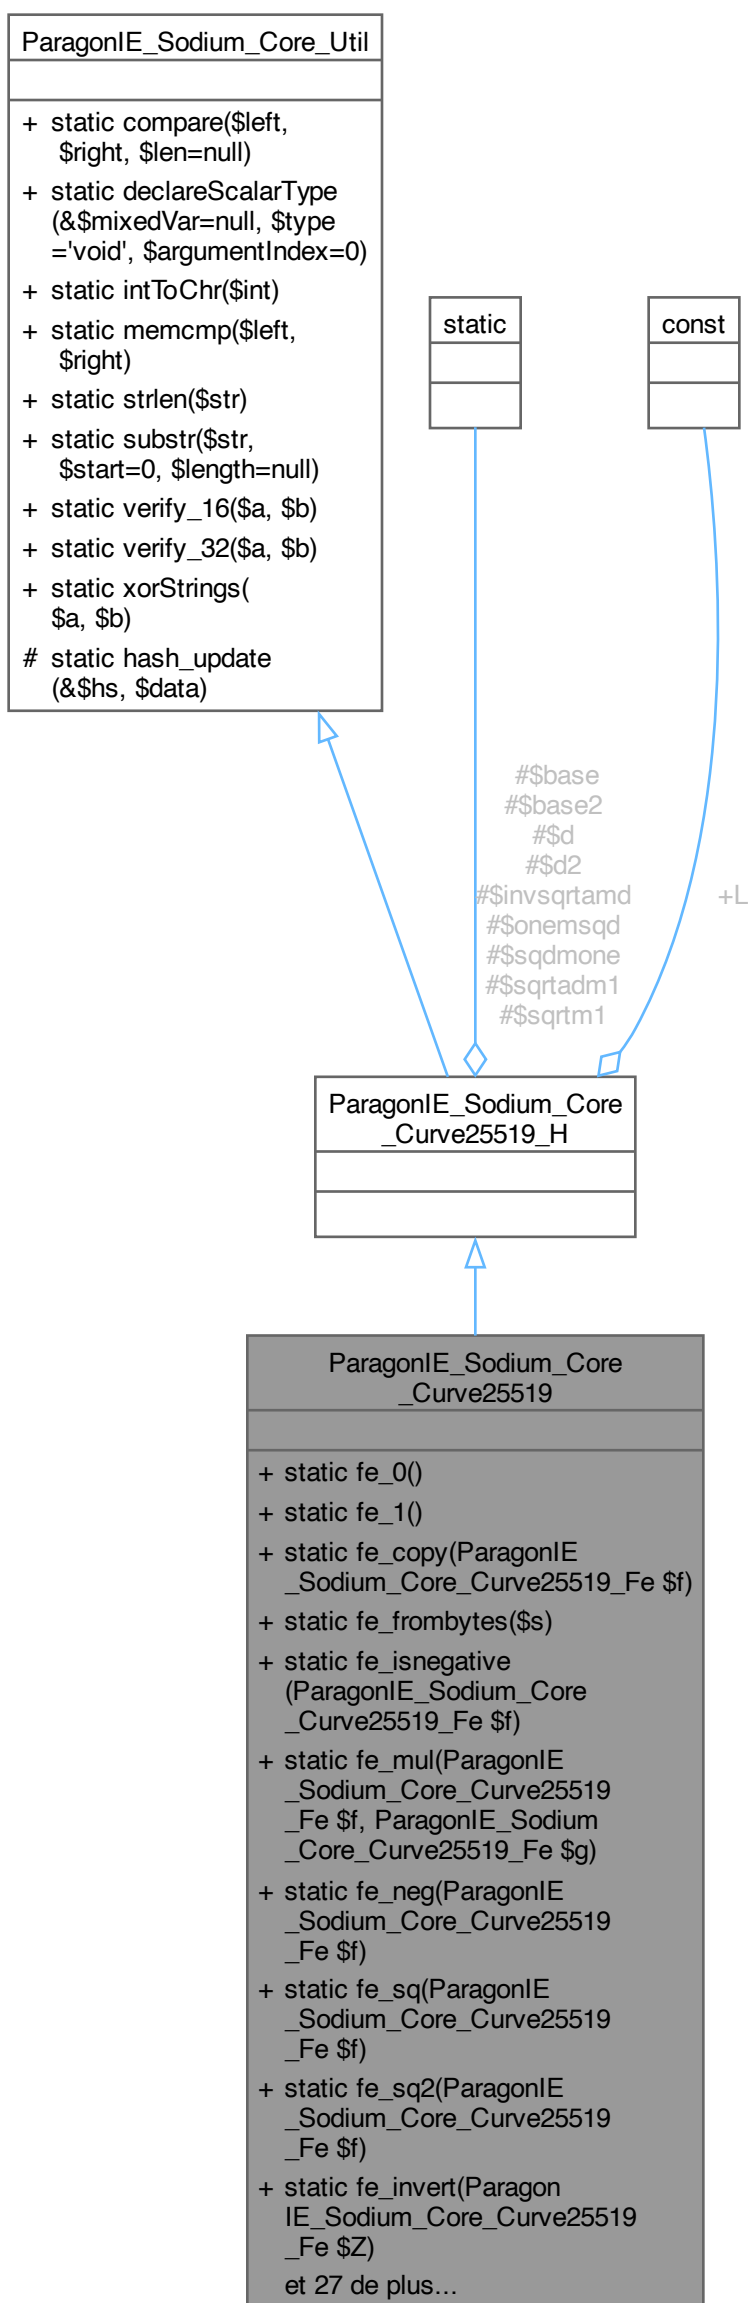 ParagonIE_Sodium_Core_Util
+ static compare($left,
$right, $len=null)
+ static declareScalarType
(&$mixedVar=null, $type
='void', $argumentIndex=0)
+ static intToChr($int)
+ static memcmp($left,
$right)
+ static strlen($str)
+ static substr($str,
$start=0, $length=null)
+ static verify_16($a, $b)
+ static verify_32($a, $b)
+ static xorStrings(
$a, $b)
# static hash_update
(&$hs, $data)
static
const
#$base
#$base2
#$d
#$d2
#$invsqrtamd
#$onemsqd
#$sqdmone
#$sqrtadm1
#$sqrtm1
+L
ParagonIE_Sodium_Core
_Curve25519_H
ParagonIE_Sodium_Core
_Curve25519
+ static fe_0()
+ static fe_1()
+ static fe_copy(ParagonIE
_Sodium_Core_Curve25519_Fe $f)
+ static fe_frombytes($s)
+ static fe_isnegative
(ParagonIE_Sodium_Core
_Curve25519_Fe $f)
+ static fe_mul(ParagonIE
_Sodium_Core_Curve25519
_Fe $f, ParagonIE_Sodium
_Core_Curve25519_Fe $g)
+ static fe_neg(ParagonIE
_Sodium_Core_Curve25519
_Fe $f)
+ static fe_sq(ParagonIE
_Sodium_Core_Curve25519
_Fe $f)
+ static fe_sq2(ParagonIE
_Sodium_Core_Curve25519
_Fe $f)
+ static fe_invert(Paragon
IE_Sodium_Core_Curve25519
_Fe $Z)
et 27 de plus...